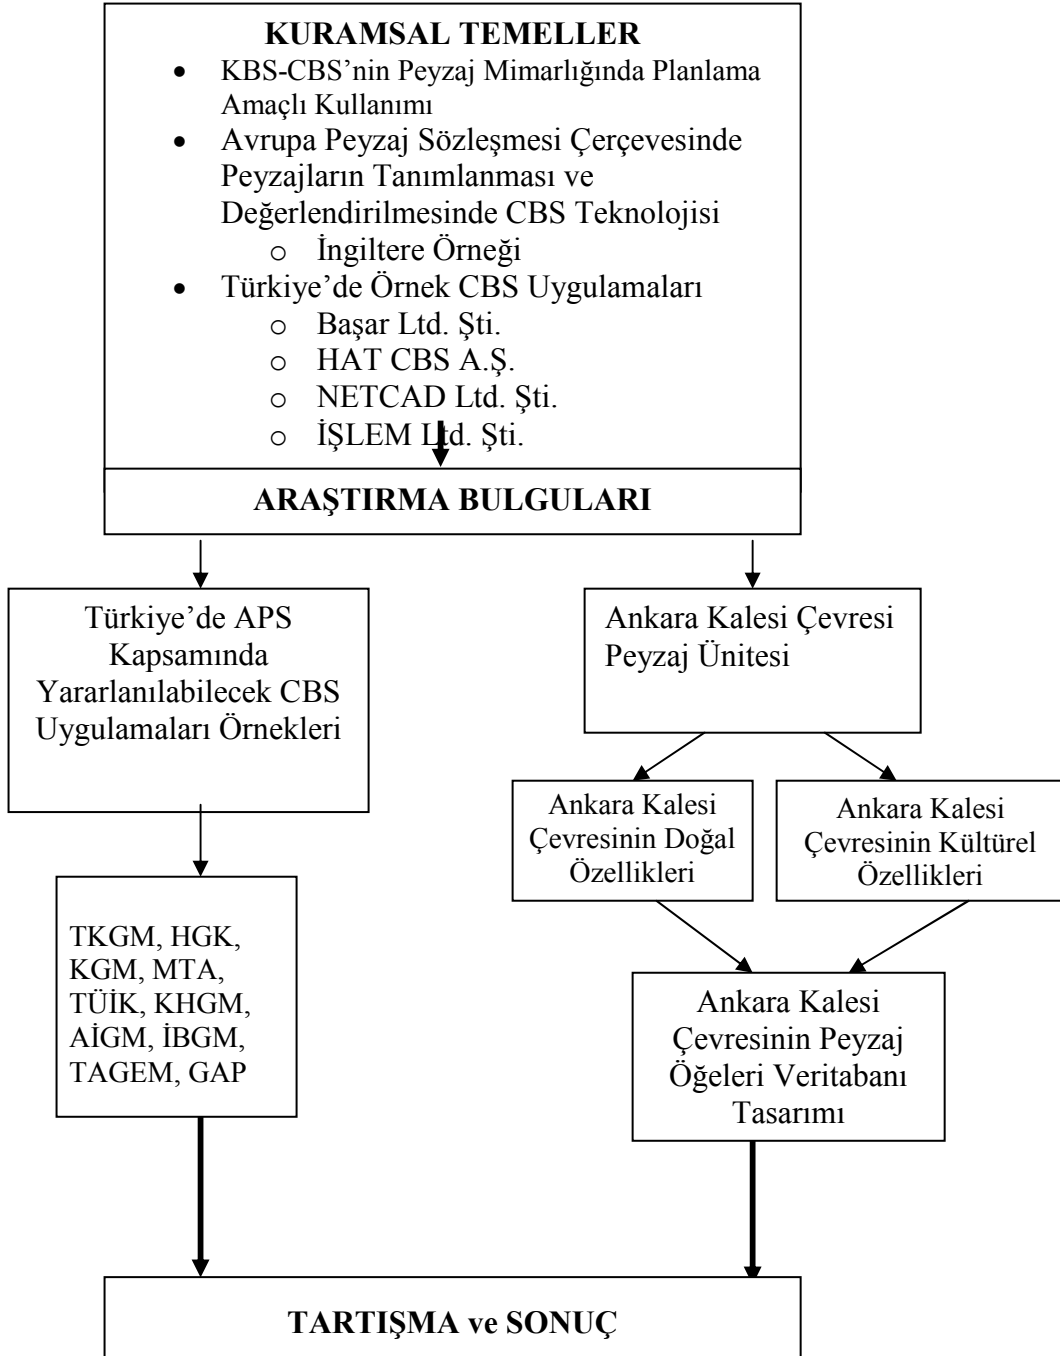 KURAMSAL TEMELLER
• KBS-CBS’nin Peyzaj Mimarlığında Planlama
Amaçlı Kullanımı
• Avrupa Peyzaj Sözleşmesi Çerçevesinde
Peyzajların Tanımlanması ve
Değerlendirilmesinde CBS Teknolojisi
o İngiltere Örneği
• Türkiye’de Örnek CBS Uygulamaları
o Başar Ltd. Şti.
o HAT CBS A.Ş.
o NETCAD Ltd. Şti.
o İŞLEM Ltd. Şti.
ARAŞTIRMA BULGULARI
Türkiye’de APS
Kapsamında
Yararlanılabilecek CBS
Uygulamaları Örnekleri
Ankara Kalesi Çevresi
Peyzaj Ünitesi
Ankara Kalesi
Çevresinin Doğal
Özellikleri
Ankara Kalesi
Çevresinin Kültürel
Özellikleri
TKGM, HGK,
KGM, MTA,
TÜİK, KHGM,
AİGM, İBGM,
TAGEM, GAP
Ankara Kalesi
Çevresinin Peyzaj
Öğeleri Veritabanı
Tasarımı
TARTIŞMA ve SONUÇ